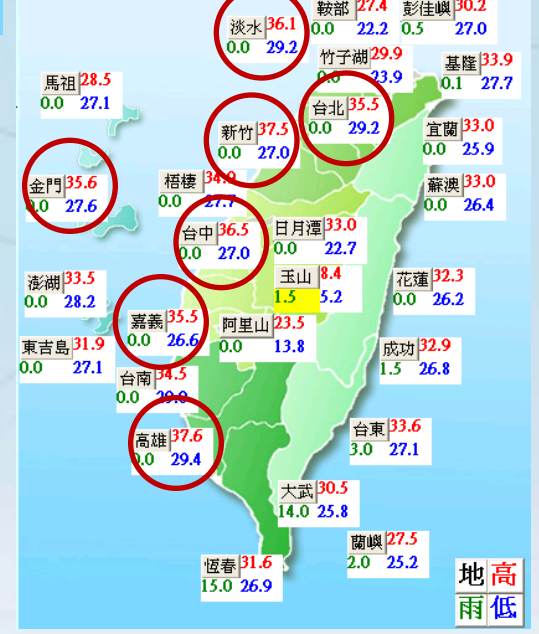 鞍部 27.4
0.0 22.2
彭佳嶼 30.2
0.5 27.0
淡水 36.1
0.0 29.2
竹子湖 29.9
0.0 23.9
基隆 33.9
0.1 27.7
馬祖 28.5
0.0 27.1
台北 35.5
0.0 29.2
新竹 37.5
0.0 27.0
宜蘭 33.0
0.0 25.9
金門 35.6
0.0 27.6
梧棲 34.9
0.0 27.7
蘇澳 33.0
0.0 26.4
台中 36.5
0.0 27.0
日月潭 33.0
0.0 22.7
澎湖 33.5
0.0 28.2
玉山 8.4
1.5 5.2
花蓮 32.3
0.0 26.2
嘉義 35.5
0.0 26.6
阿里山 23.5
0.0 13.8
東吉島 31.9
0.0 27.1
成功 32.9
1.5 26.8
台南 34.5
0.0
高雄 37.6
0.0 29.4
台東 33.6
3.0 27.1
大武 30.5
14.0 25.8
蘭嶼 27.5
2.0 25.2
恆春 31.6
15.0 26.9
地 高
雨 低